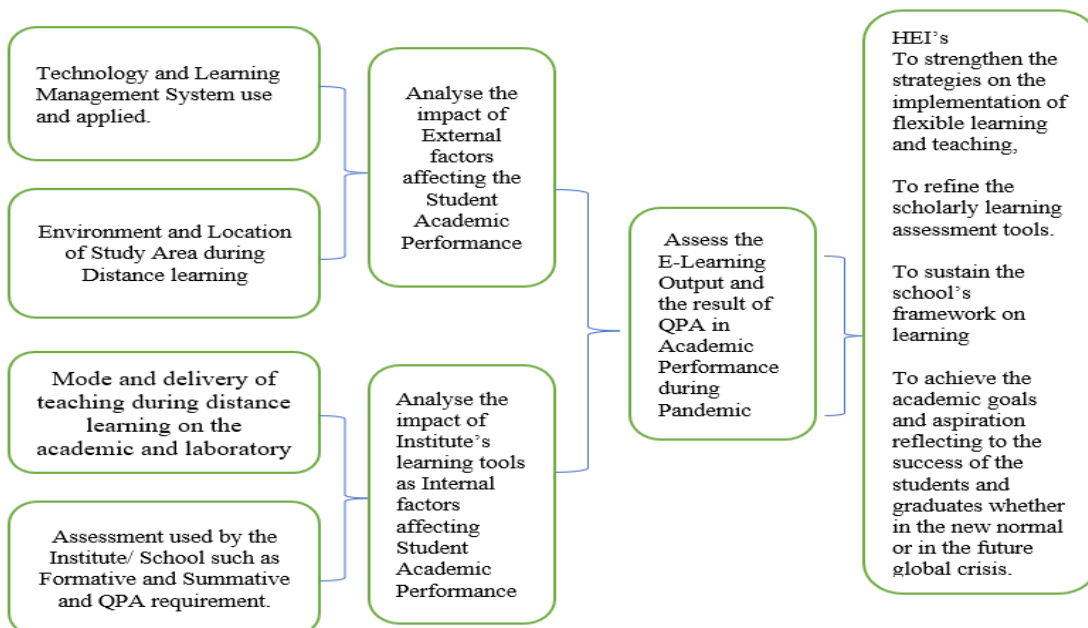 Technology and Learning
Management System use
and applied.
Environment and Location
of Study Area during
Distance learning
Mode and delivery of
teaching during distance
learning on the
academic and laboratory
Assessment used by the
Institute/ School such as
Formative and Summative
and QPA requirement.
Analyse the
impact of
External
factors
affecting the
Student
Academic
Performance
Analyse the
impact of
Institute’s
learning tools
as Internal
factors
affecting
Student
Academic
Performance
Assess the
E-Learning
Output and
the result of
QPA in
Academic
Performance
during
Pandemic
HEI’s
To strengthen the
strategies on the
implementation of
flexible learning
and teaching,
To refine the
scholarly learning
assessment tools.
To sustain the
school’s
framework on
learning
To achieve the
academic goals
and aspiration
reflecting to the
success of the
students and
graduates whether
in the new normal
or in the future
global crisis.